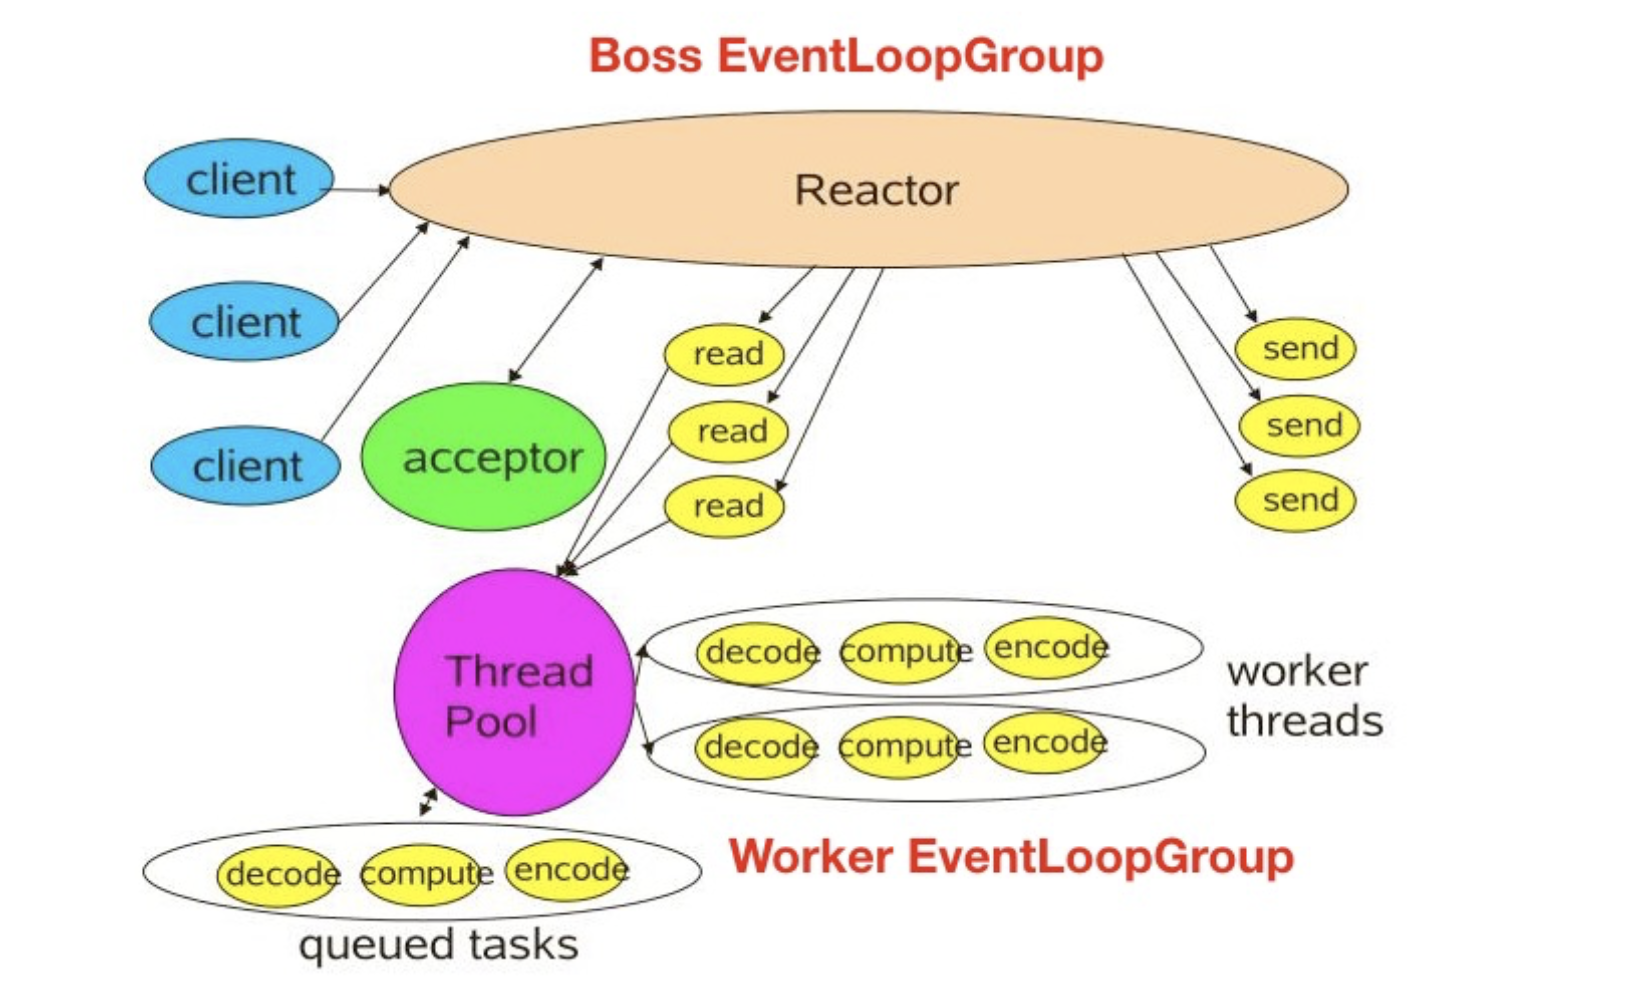 Boss EventLoopGroup
client
Reactor
client
client
acceptor
read
read
read
send
send
send
Thread
Pool
decode compute encode
decode compute encode
worker
threads
Worker EventLoopGroup
decode compute encode
queued tasks